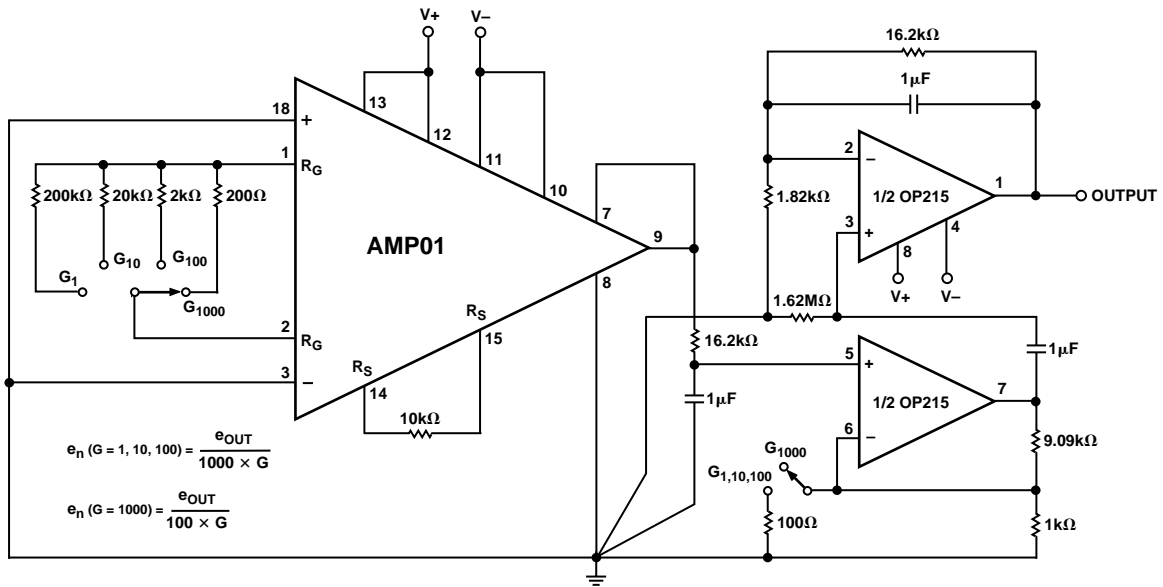 V+
V–
16.2kΩ
1μF
18
+
13
12
11
10
1
RG
200kΩ
20kΩ
2kΩ
200Ω
G10
G100
G1
G1000
AMP01
7
9
8
2
–
1/2 OP215
1
OUTPUT
3
+
8
4
V+
V–
1.82kΩ
1.62MΩ
2
RG
RS
15
3
–
RS
14
10kΩ
16.2kΩ
1μF
5
+
1/2 OP215
7
6
–
1μF
9.09kΩ
1kΩ
G1000
G1,10,100
100Ω
en (G = 1, 10, 100) = eOUT
1000 × G
en (G = 1000) = eOUT
100 × G